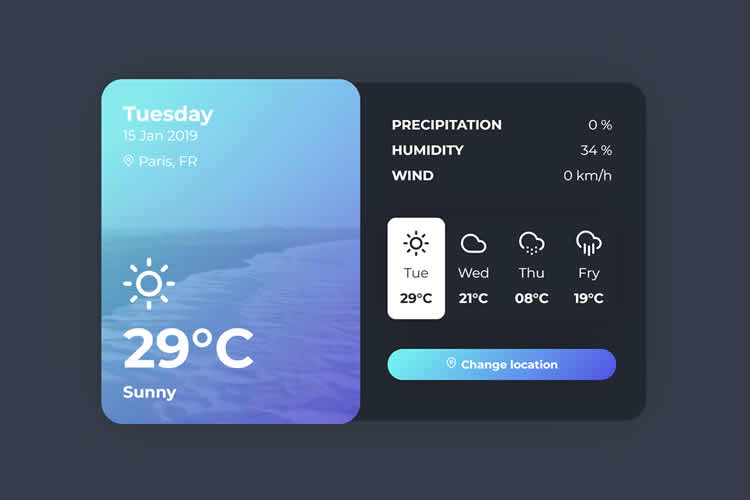 Tuesday
15 Jan 2019
Paris, FR
29°C
Sunny
PRECIPITATION 0 %
HUMIDITY 34 %
WIND 0 km/h
Tue Wed Thu Fry
29°C 21°C 08°C 19°C
Change location